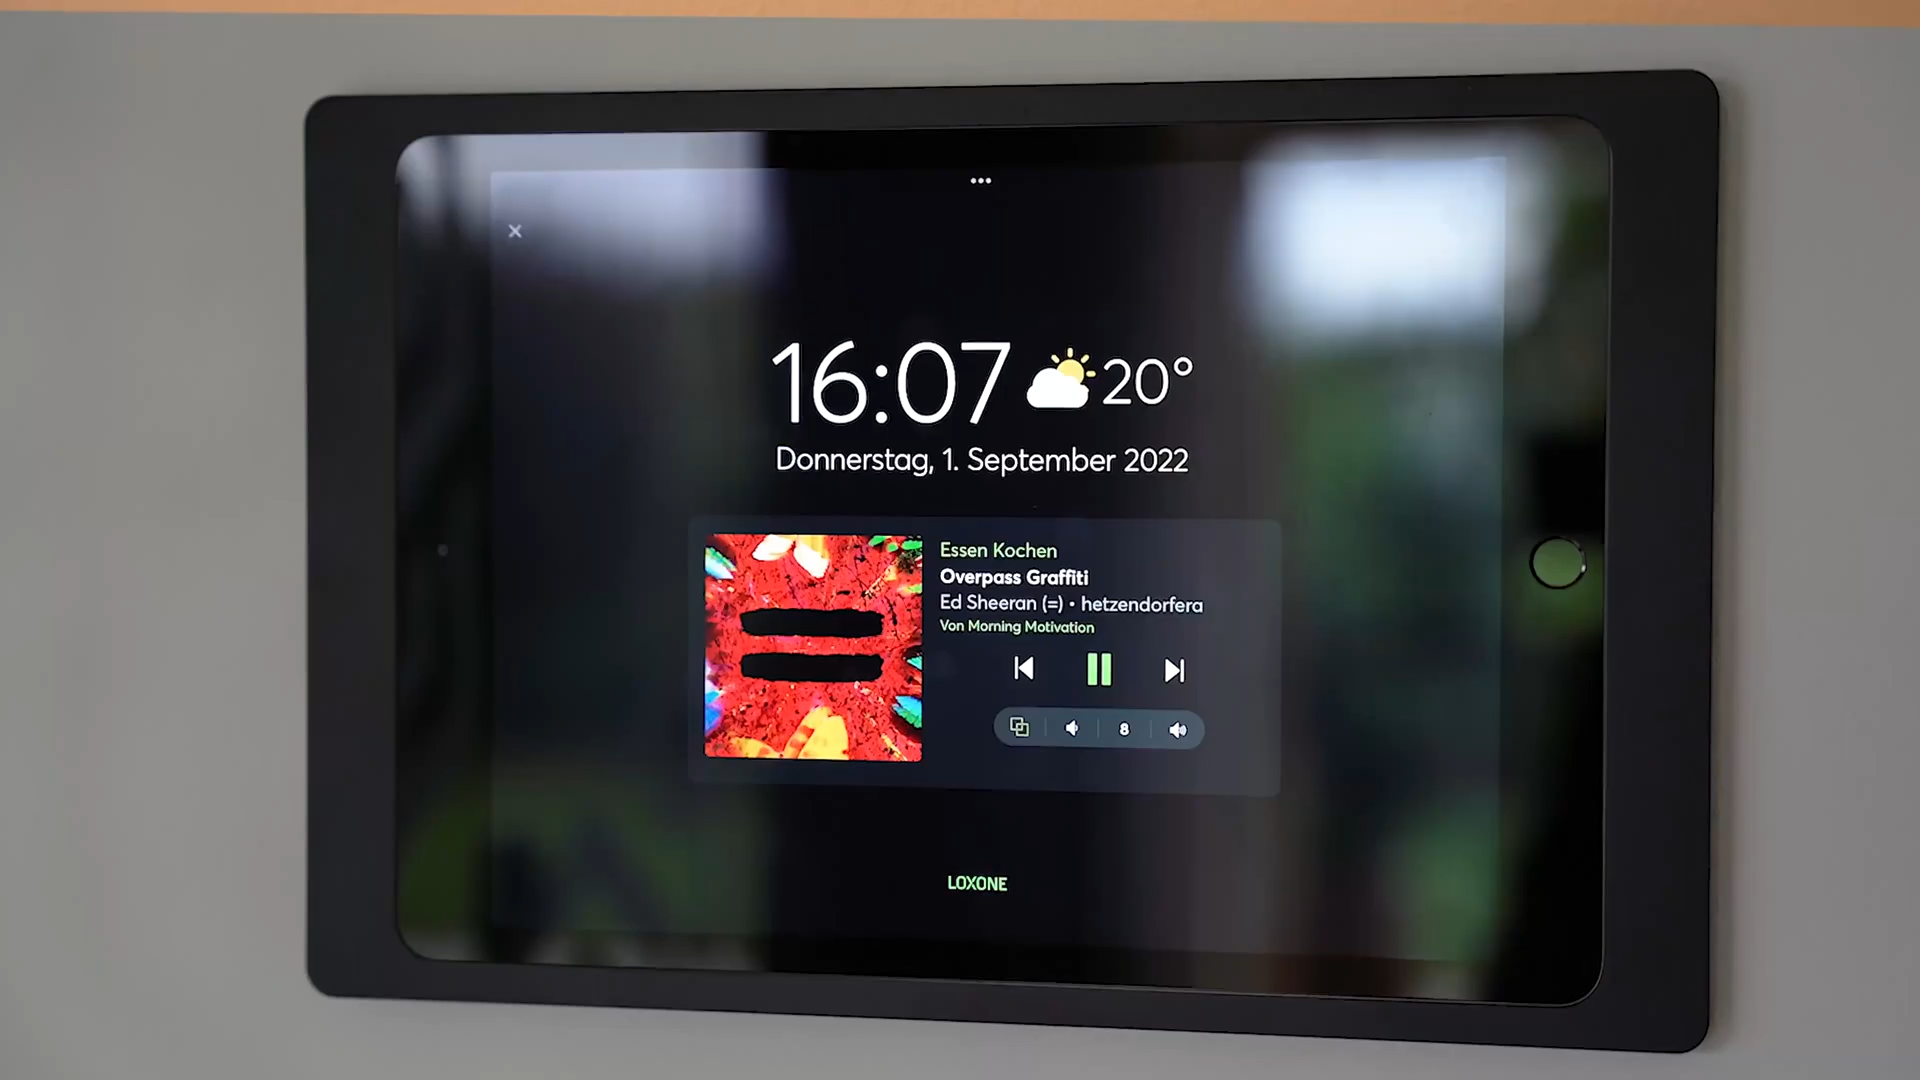 16:07 20°
Donnerstag, 1. September 2022
Essen Kochen
Overpass Graffiti
Ed Sheeran (=) • hetzendorfera
Von Morning Motivation
8
LOXONE